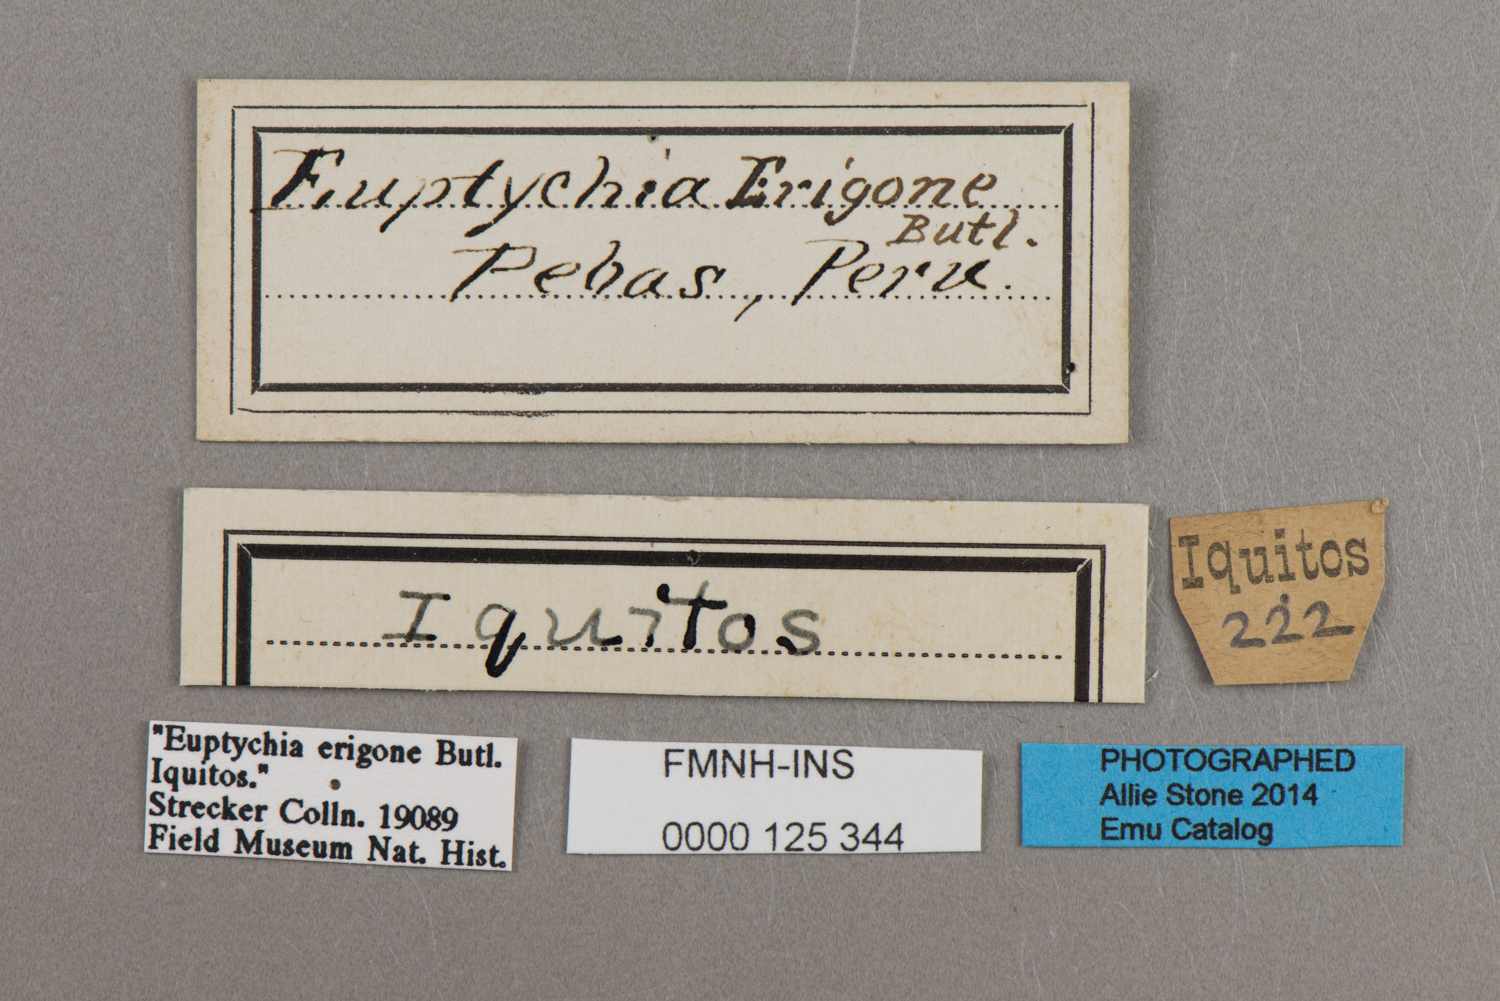 Euptychia Erigone
Butl.
Pebas, Peru.
Iquitos
Iquitos
222
"Euptychia erigone Butl.
Iquitos."
Strecker Colln. 19089
Field Museum Nat. Hist.
FMNH-INS
0000 125 344
PHOTOGRAPHED
Allie Stone 2014
Emu Catalog